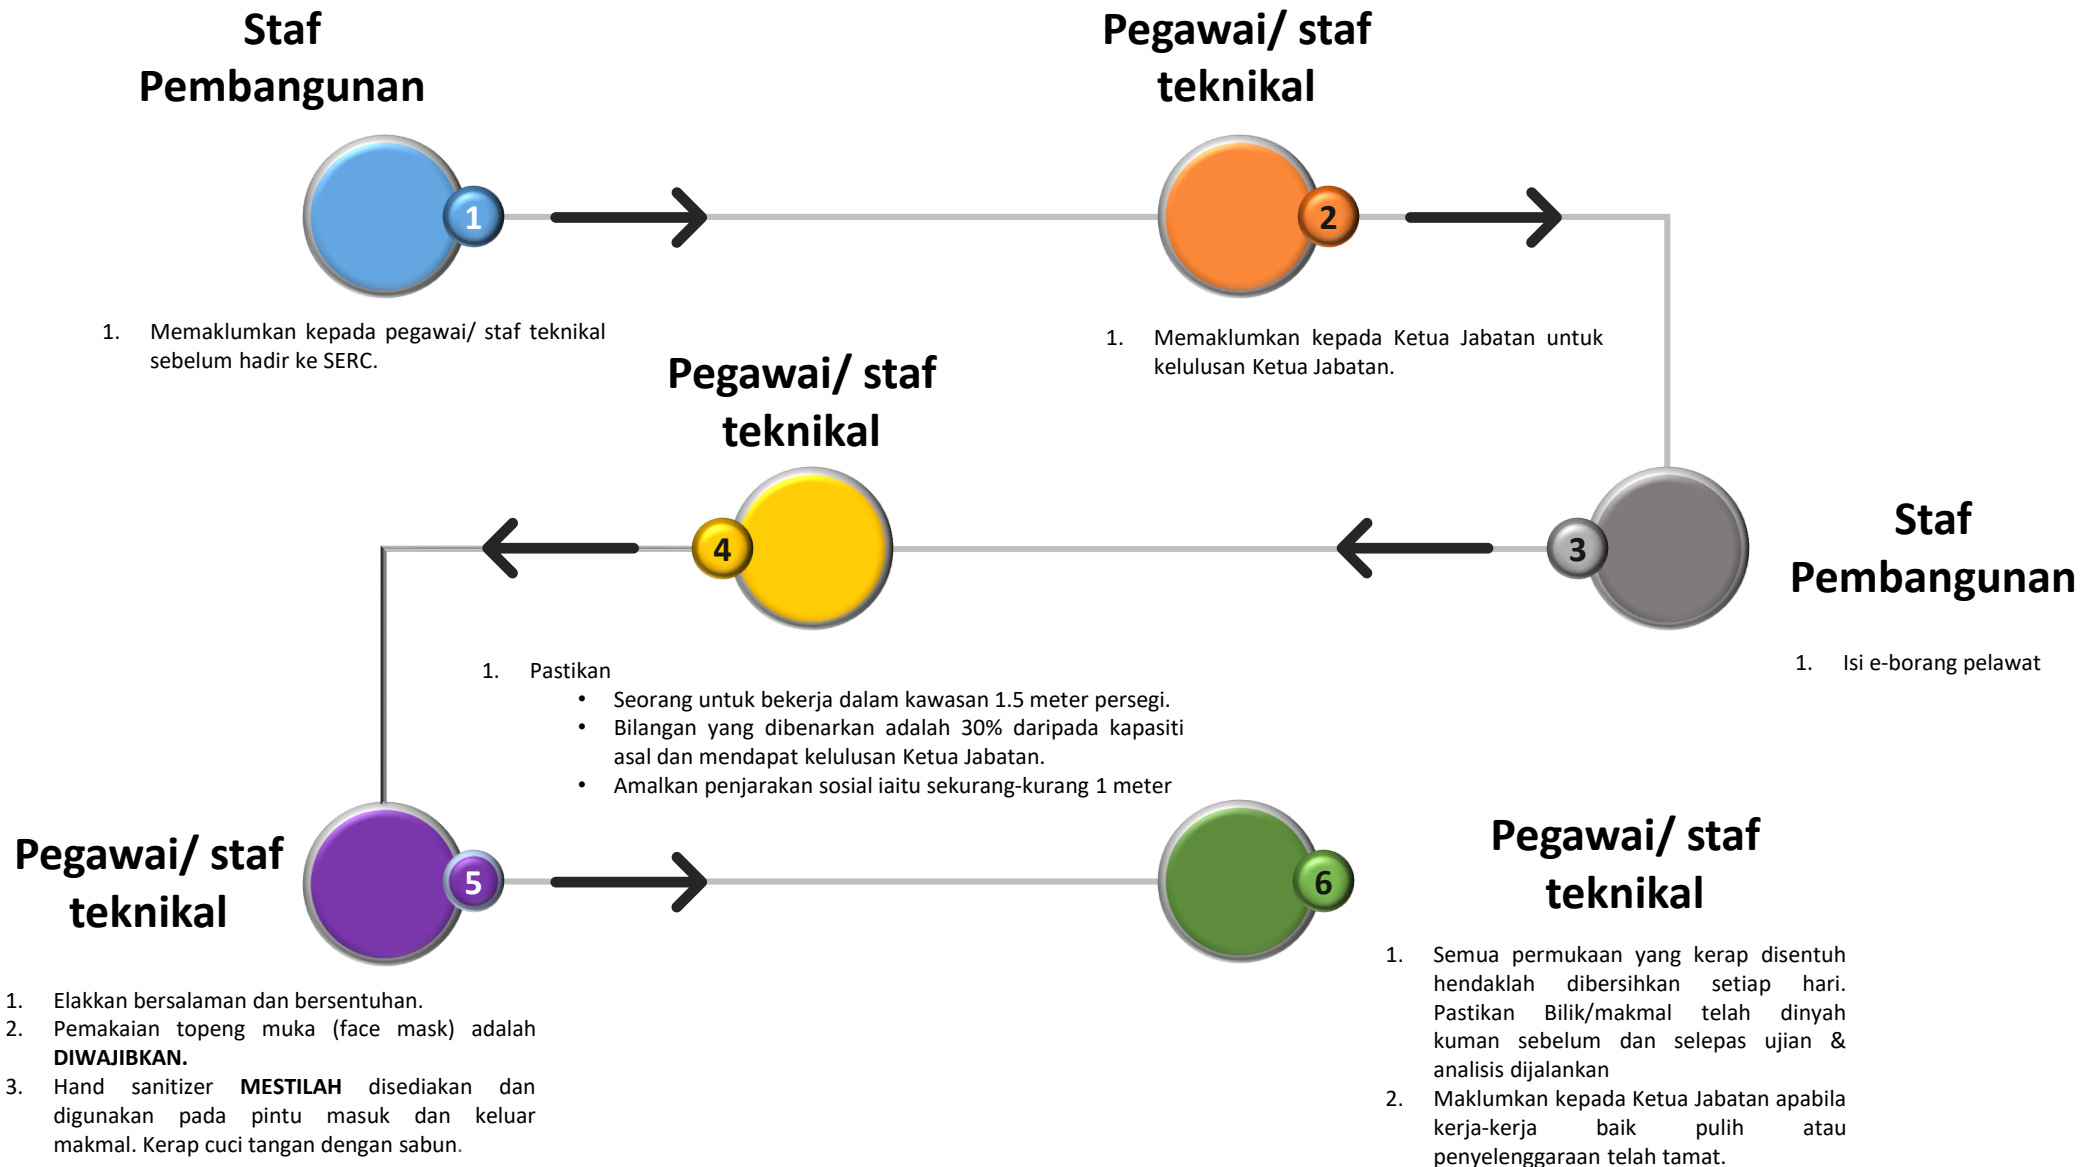 Staf
Pembangunan
1
1. Memaklumkan kepada pegawai/ staf teknikal
sebelum hadir ke SERC.
Pegawai/ staf
teknikal
2
1. Memaklumkan kepada Ketua Jabatan untuk
kelulusan Ketua Jabatan.
Staf
Pembangunan
3
1. Isi e-borang pelawat
Pegawai/ staf
teknikal
4
1. Pastikan
• Seorang untuk bekerja dalam kawasan 1.5 meter persegi.
• Bilangan yang dibenarkan adalah 30% daripada kapasiti
asal dan mendapat kelulusan Ketua Jabatan.
• Amalkan penjarakan sosial iaitu sekurang-kurang 1 meter
Pegawai/ staf
teknikal
5
1. Elakkan bersalaman dan bersentuhan.
2. Pemakaian topeng muka (face mask) adalah
DIWAJIBKAN.
3. Hand sanitizer MESTILAH disediakan dan
digunakan pada pintu masuk dan keluar
makmal. Kerap cuci tangan dengan sabun.
6
Pegawai/ staf
teknikal
1. Semua permukaan yang kerap disentuh
hendaklah dibersihkan setiap hari.
Pastikan Bilik/makmal telah dinyah
kuman sebelum dan selepas ujian &
analisis dijalankan
2. Maklumkan kepada Ketua Jabatan apabila
kerja-kerja baik pulih atau
penyelenggaraan telah tamat.